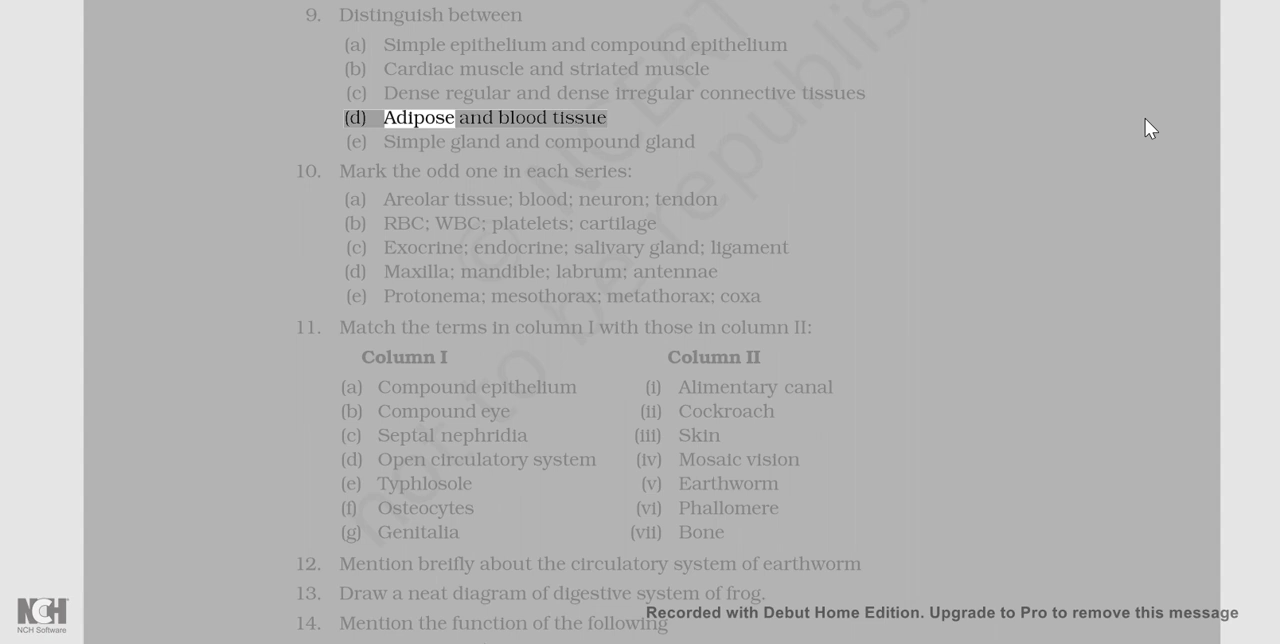 9. Distinguish between
(a) Simple epithelium and compound epithelium
(b) Cardiac muscle and striated muscle
(c) Dense regular and dense irregular connective tissues
(d) Adipose and blood tissue
(e) Simple gland and compound gland
10. Mark the odd one in each series:
(a) Areolar tissue; blood; neuron; tendon
(b) RBC; WBC; platelets; cartilage
(c) Exocrine; endocrine; salivary gland; ligament
(d) Maxilla; mandible; labrum; antennae
(e) Protonema; mesothorax; metathorax; coxa
11. Match the terms in column I with those in column II:
Column I Column II
(a) Compound epithelium (i) Alimentary canal
(b) Compound eye (ii) Cockroach
(c) Septal nephridia (iii) Skin
(d) Open circulatory system (iv) Mosaic vision
(e) Typhlosole (v) Earthworm
(f) Osteocytes (vi) Phallomere
(g) Genitalia (vii) Bone
12. Mention breifly about the circulatory system of earthworm
13. Draw a neat diagram of digestive system of frog.
14. Mention the function of the following
© NCERT
not to be republis
NCH
NCH Software
Recorded with Debut Home Edition. Upgrade to Pro to remove this message